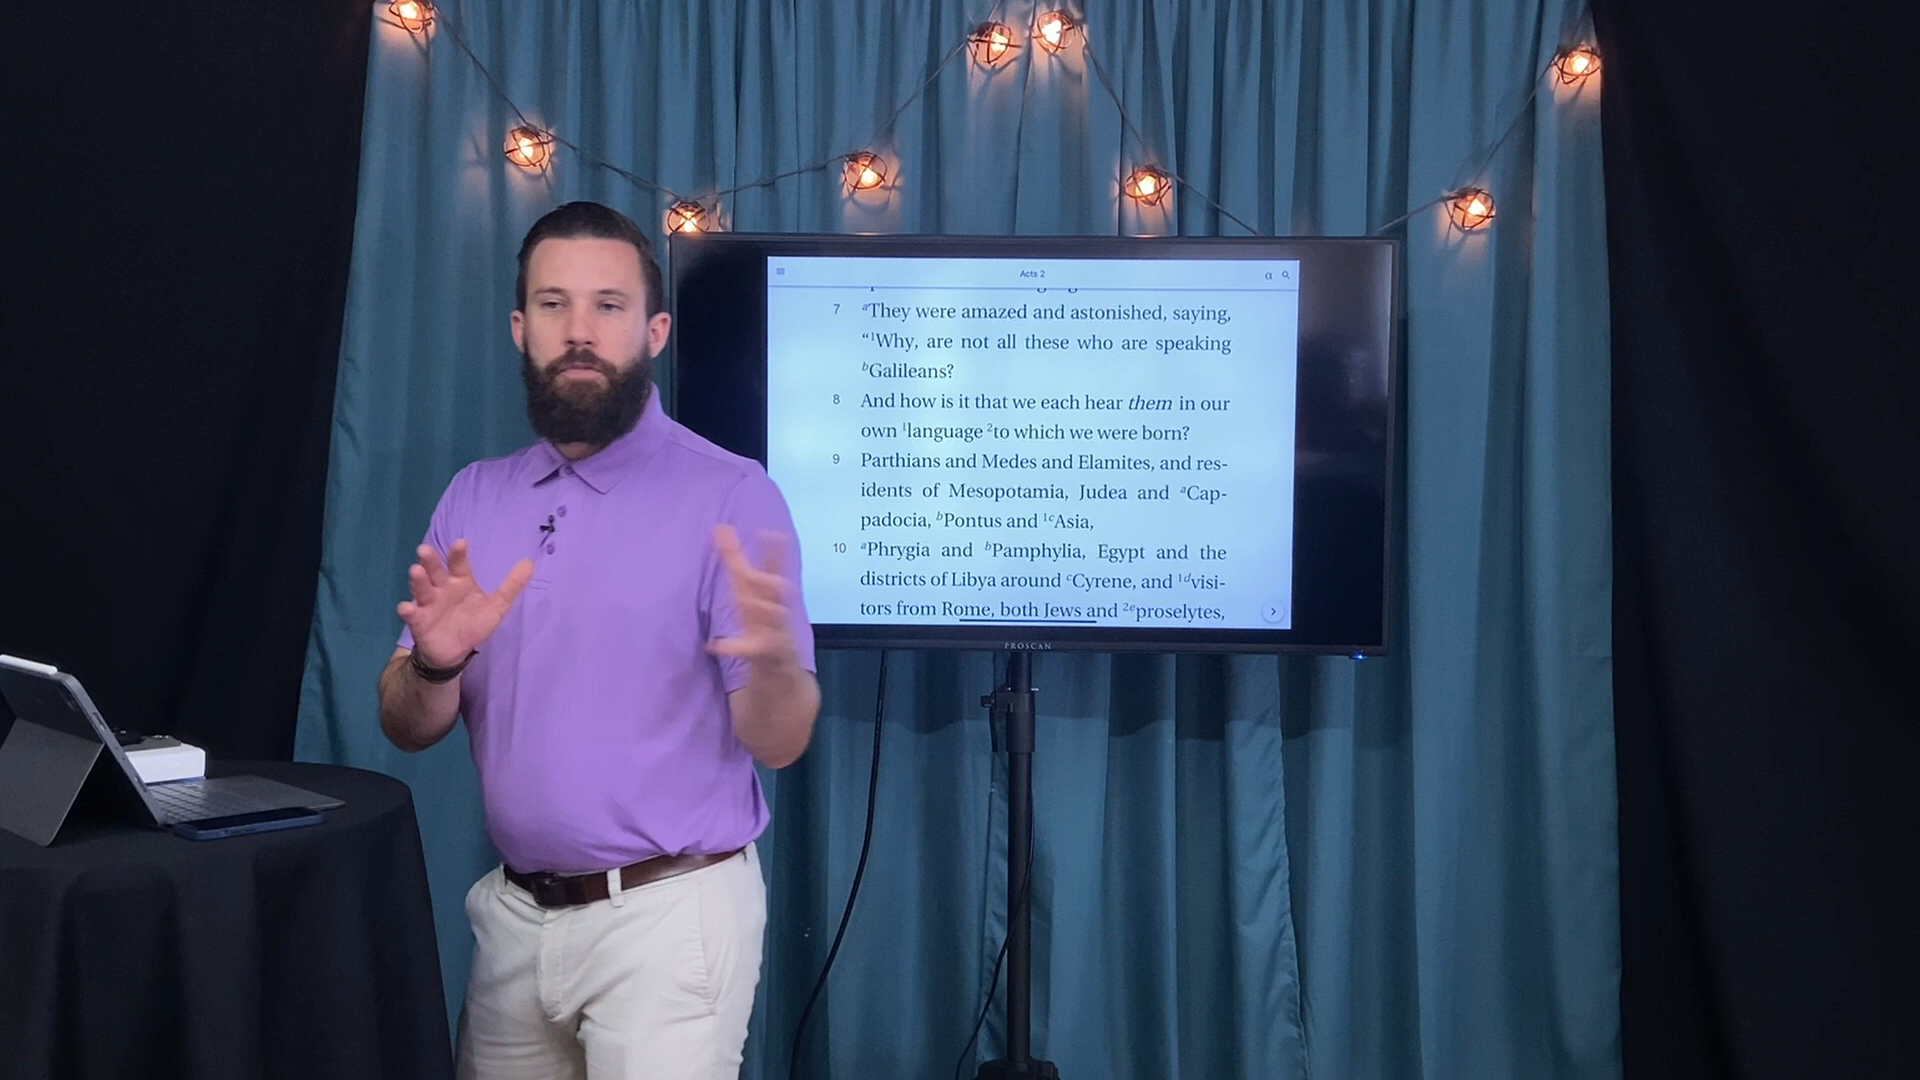 Acts 2
α
7 aThey were amazed and astonished, saying,
“1Why, are not all these who are speaking
bGalileans?
8 And how is it that we each hear them in our
own 1language 2to which we were born?
9 Parthians and Medes and Elamites, and res-
idents of Mesopotamia, Judea and aCap-
padocia, bPontus and 1cAsia,
10 aPhrygia and bPamphylia, Egypt and the
districts of Libya around cCyrene, and 1dvisi-
tors from Rome, both Jews and 2eproselytes,
PROSCAN